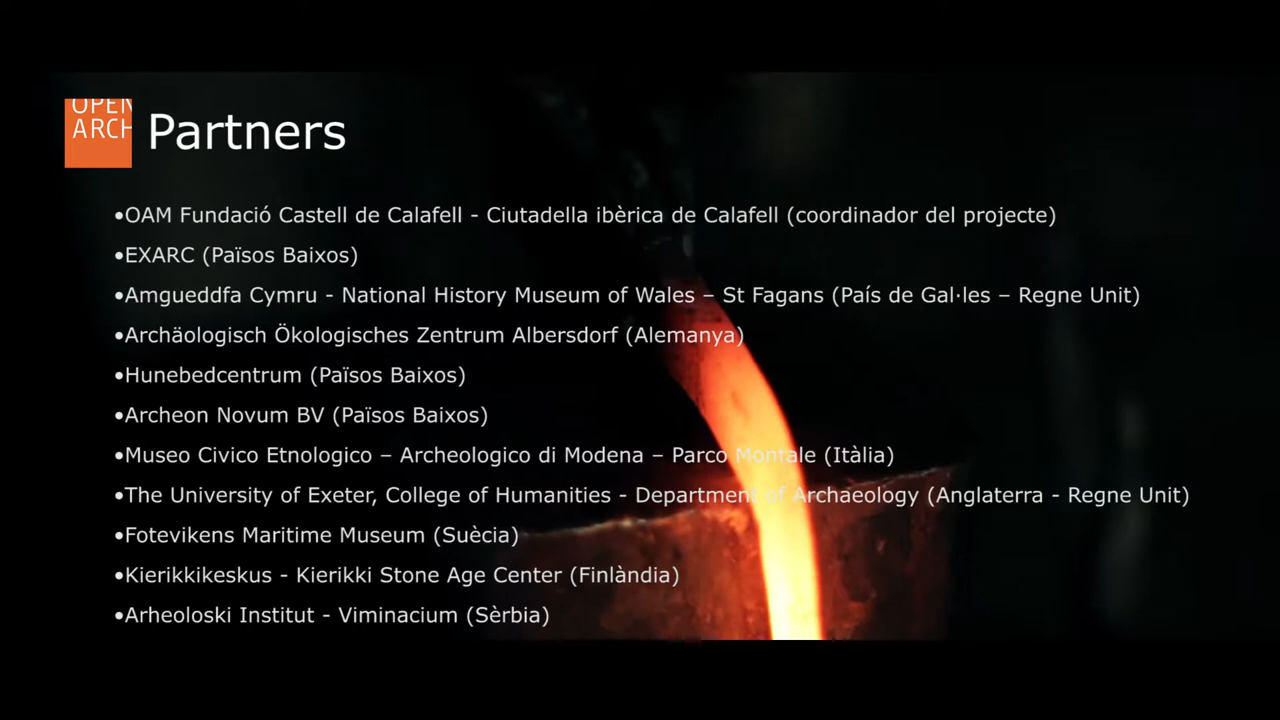 OPEN
ARCH
Partners
•OAM Fundació Castell de Calafell - Ciutadella ibèrica de Calafell (coordinador del projecte)
•EXARC (Països Baixos)
•Amgueddfa Cymru - National History Museum of Wales – St Fagans (País de Gal·les – Regne Unit)
•Archäologisch Ökologisches Zentrum Albersdorf (Alemanya)
•Hunebedcentrum (Països Baixos)
•Archeon Novum BV (Països Baixos)
•Museo Civico Etnologico – Archeologico di Modena – Parco Montale (Itàlia)
•The University of Exeter, College of Humanities - Department of Archaeology (Anglaterra - Regne Unit)
•Fotevikens Maritime Museum (Suècia)
•Kierikkikeskus - Kierikki Stone Age Center (Finlàndia)
•Arheoloski Institut - Viminacium (Sèrbia)